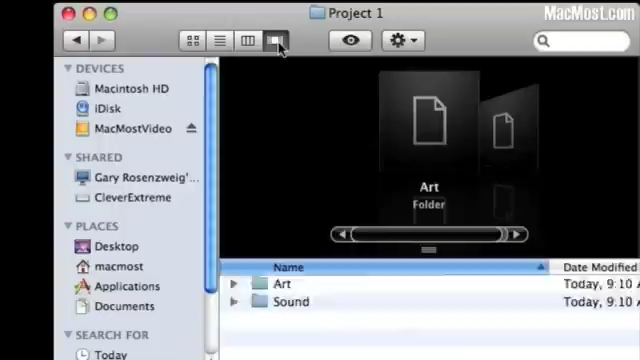 Project 1
MacMost.com
DEVICES
Macintosh HD
iDisk
MacMostVideo
SHARED
Gary Rosenzweig'...
CleverExtreme
PLACES
Desktop
macmost
Applications
Documents
SEARCH FOR
Today
Art
Folder
Name
Date Modified
Art
Today, 9:10 A
Sound
Today, 9:10 A